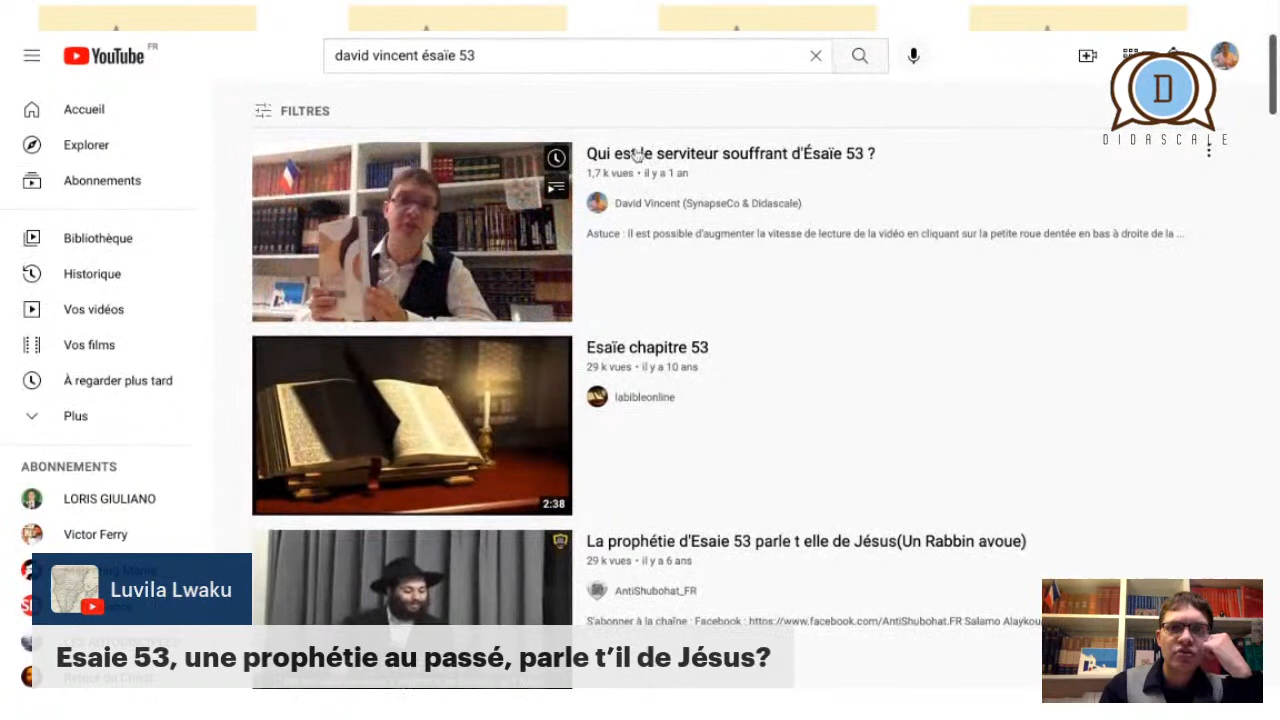 YouTube FR
david vincent ésaïe 53
Accueil
Explorer
Abonnements
Bibliothèque
Historique
Vos vidéos
Vos films
À regarder plus tard
Plus
ABONNEMENTS
LORIS GIULIANO
Victor Ferry
FILTRES
Qui est le serviteur souffrant d'Ésaïe 53 ?
1,7 k vues • il y a 1 an
David Vincent (SynapseCo & Didascale)
Astuce : Il est possible d'augmenter la vitesse de lecture de la vidéo en cliquant sur la petite roue dentée en bas à droite de la ...
Esaïe chapitre 53
29 k vues • il y a 10 ans
labibleonline
2:38
La prophétie d'Esaie 53 parle t elle de Jésus(Un Rabbin avoue)
29 k vues • il y a 6 ans
AntiShubohat_FR
S'abonner à la chaîne : Facebook : https://www.facebook.com/AntiShubohat.FR Salamo Alaykou
D
DIDASCALE
Luvila Lwaku
Esaie 53, une prophétie au passé, parle t’il de Jésus?